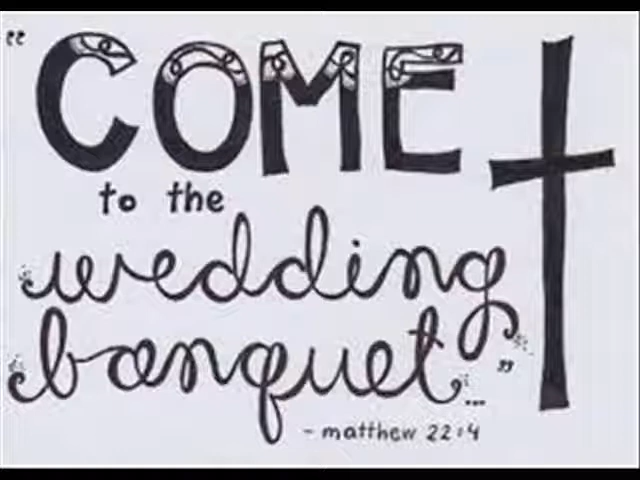 "COME
to the
wedding
banquet..."
- matthew 22:4